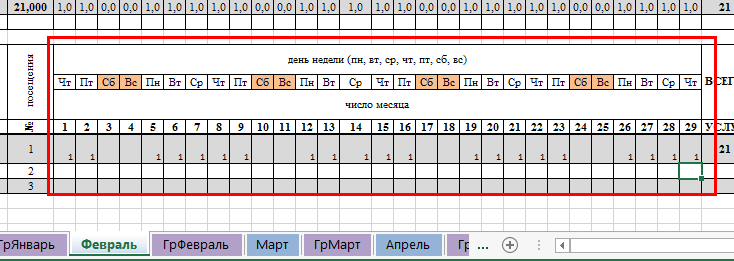 21,000 1,0 1,0 0,0 0,0 1,0 1,0 1,0 1,0 1,0 0,0 0,0 1,0 1,0 1,0 1,0 1,0 0,0 0,0 1,0 1,0 1,0 1,0 1,0 0,0 0,0 1,0 1,0 1,0 1,0 21
№ посещения
день недели (пн, вт, ср, чт, пт, сб, вс)
Чт Пт Сб Вс Пн Вт Ср Чт Пт Сб Вс Пн Вт Ср Чт Пт Сб Вс Пн Вт Ср Чт Пт Сб Вс Пн Вт Ср Чт ВСЕГ
число месяца
1 2 3 4 5 6 7 8 9 10 11 12 13 14 15 16 17 18 19 20 21 22 23 24 25 26 27 28 29 УСЛУ
1 1 1 1 1 1 1 1 1 1 1 1 1 1 1 1 1 1 1 1 1 1 21
2
3
ГрЯнварь Февраль ГрФевраль Март ГрМарт Апрель Гр ...